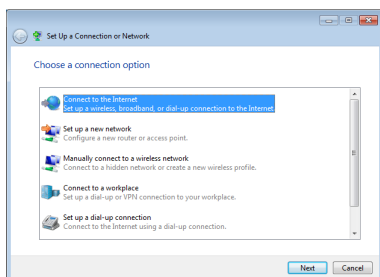 Set Up a Connection or Network
Choose a connection option
Connect to the Internet
Set up a wireless, broadband, or dial-up connection to the Internet.
Set up a new network
Configure a new router or access point.
Manually connect to a wireless network
Connect to a hidden network or create a new wireless profile.
Connect to a workplace
Set up a dial-up or VPN connection to your workplace.
Set up a dial-up connection
Connect to the Internet using a dial-up connection.
Next
Cancel